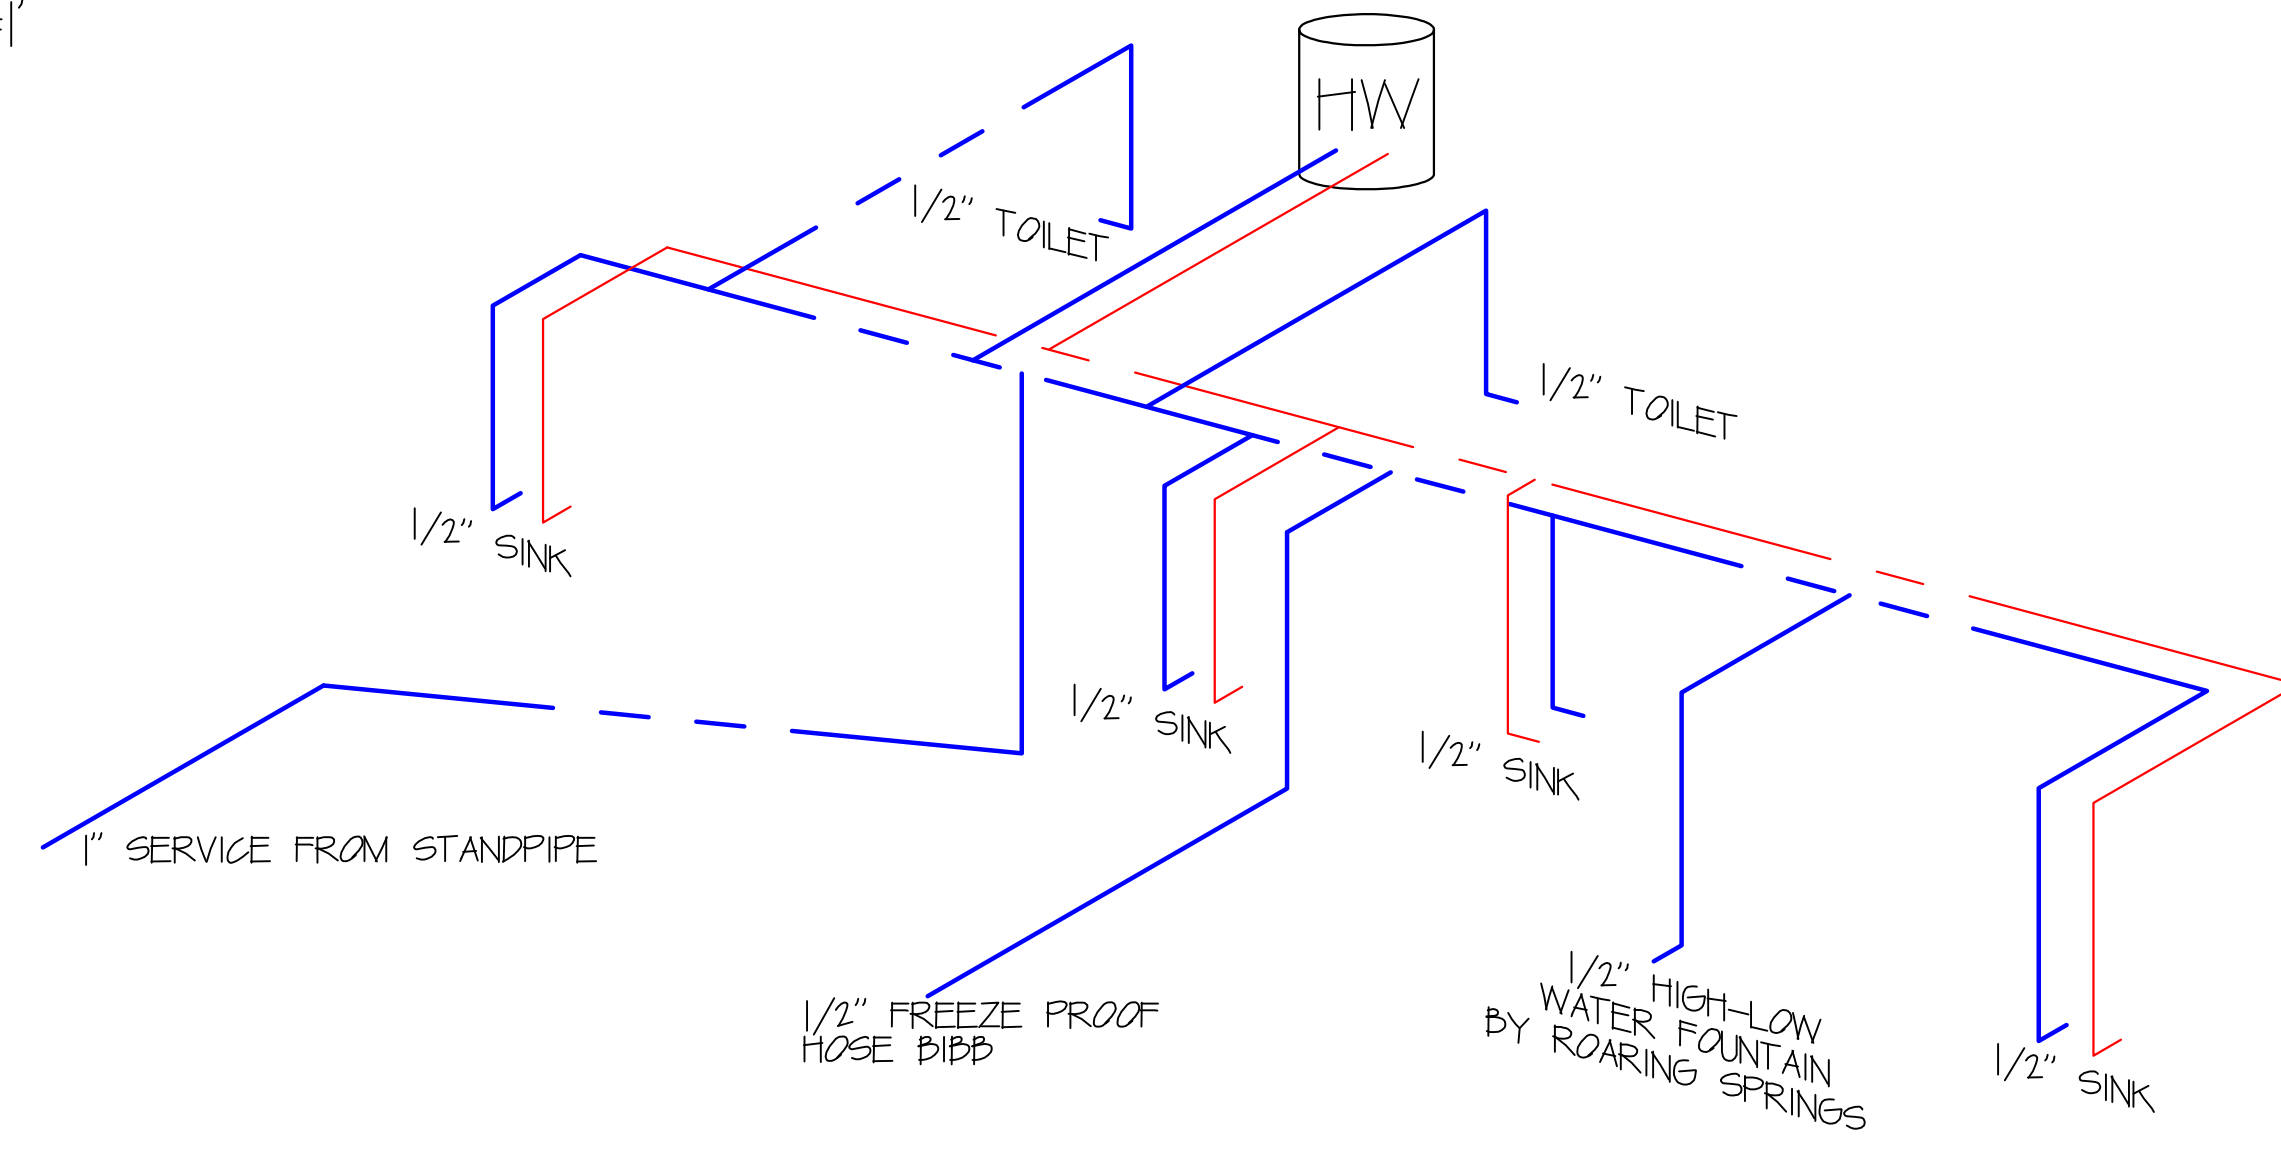 HW
1/2" TOILET
1/2" TOILET
1/2" SINK
1/2" SINK
1/2" SINK
1" SERVICE FROM STANDPIPE
1/2" FREEZE PROOF
HOSE BIBB
1/2" HIGH-LOW
WATER FOUNTAIN
BY ROARING SPRINGS
1/2" SINK